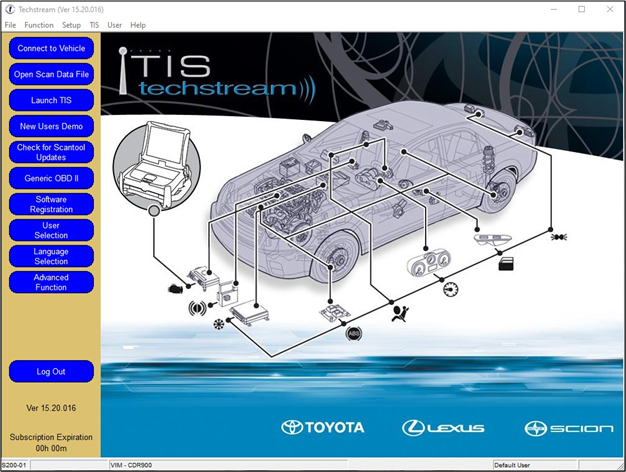 Techstream (Ver 15.20.016)
File Function Setup TIS User Help
Connect to Vehicle
Open Scan Data File
Launch TIS
New Users Demo
Check for Scantool
Updates
Generic OBD II
Software
Registration
User
Selection
Language
Selection
Advanced
Function
Log Out
Ver 15.20.016
Subscription Expiration
00h 00m
TIS
techstream
ABS
TOYOTA
LEXUS
SCION
S200-01
VIM - CDR900
Default User